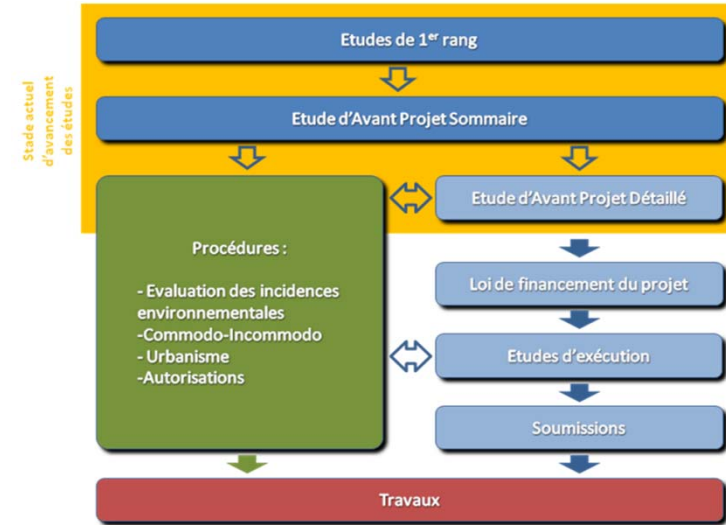 Etudes de 1er rang
Stade actuel
d'avancement
des études
Etude d'Avant Projet Sommaire
Etude d'Avant Projet Détaillé
Procédures :
- Evaluation des incidences
environnementales
-Commodo-Incommodo
- Urbanisme
-Autorisations
Loi de financement du projet
Etudes d'exécution
Soumissions
Travaux